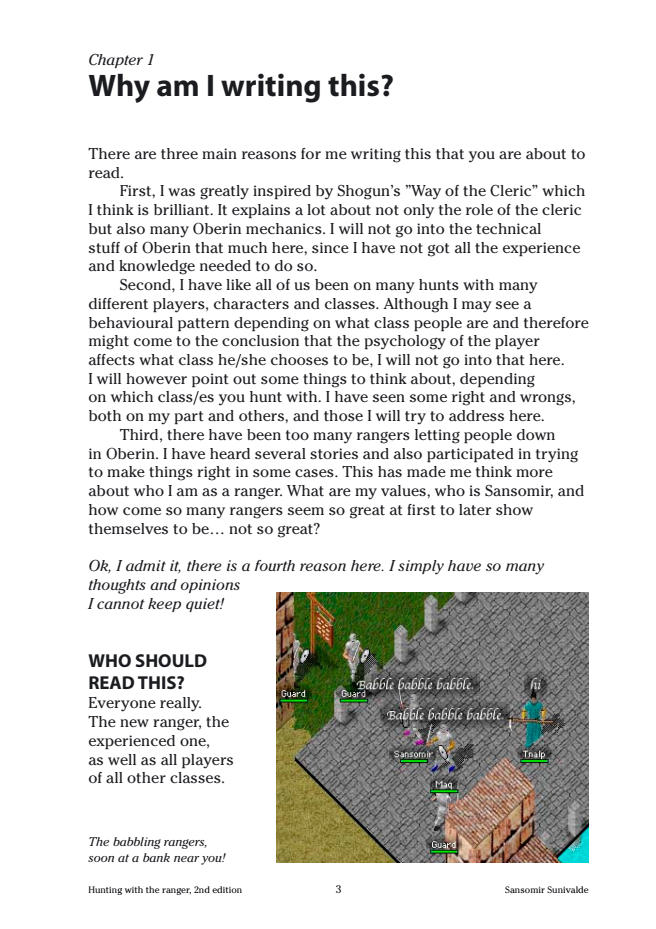 Chapter 1
Why am I writing this?
There are three main reasons for me writing this that you are about to
read.
First, I was greatly inspired by Shogun's ”Way of the Cleric” which
I think is brilliant. It explains a lot about not only the role of the cleric
but also many Oberin mechanics. I will not go into the technical
stuff of Oberin that much here, since I have not got all the experience
and knowledge needed to do so.
Second, I have like all of us been on many hunts with many
different players, characters and classes. Although I may see a
behavioural pattern depending on what class people are and therefore
might come to the conclusion that the psychology of the player
affects what class he/she chooses to be, I will not go into that here.
I will however point out some things to think about, depending
on which class/es you hunt with. I have seen some right and wrongs,
both on my part and others, and those I will try to address here.
Third, there have been too many rangers letting people down
in Oberin. I have heard several stories and also participated in trying
to make things right in some cases. This has made me think more
about who I am as a ranger. What are my values, who is Sansomir, and
how come so many rangers seem so great at first to later show
themselves to be… not so great?
Ok, I admit it, there is a fourth reason here. I simply have so many
thoughts and opinions
I cannot keep quiet!
WHO SHOULD
READ THIS?
Everyone really.
The new ranger, the
experienced one,
as well as all players
of all other classes.
The babbling rangers,
soon at a bank near you!
Babble babble babble.
hi
Guard
Guard
Babble babble babble.
Sansomir
Tnalp
Maq
Guard
Hunting with the ranger, 2nd edition
3
Sansomir Sunivalde